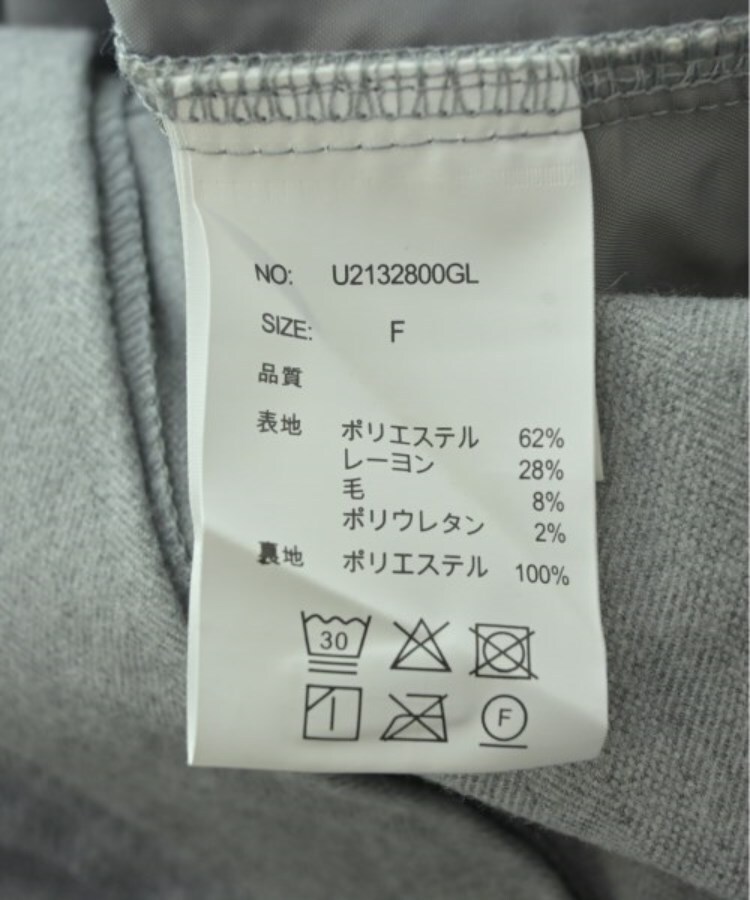 NO: U2132800GL
SIZE: F
品質
表地 ポリエステル 62%
レーヨン 28%
毛 8%
ポリウレタン 2%
裏地 ポリエステル 100%
30
F